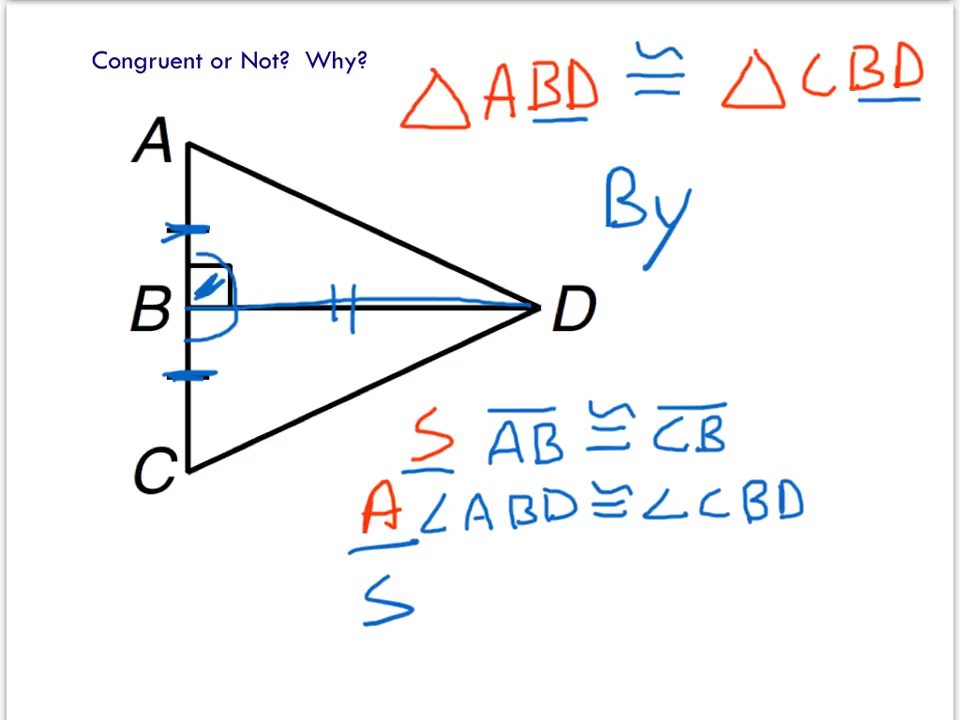 Congruent or Not? Why?
△ABD ≅ △CBD
By
A
B
D
C
S AB ≅ CB
A ∠ABD ≅ ∠CBD
S